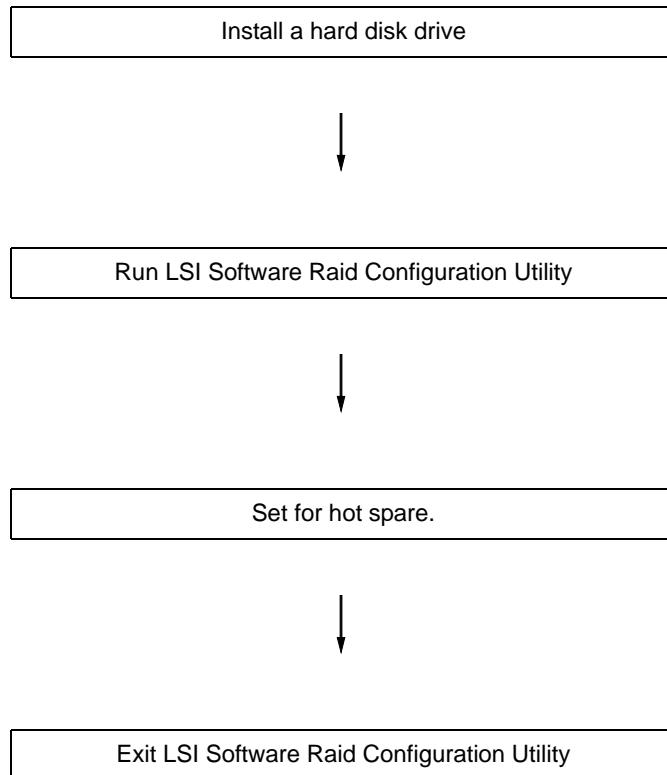 Install a hard disk drive
Run LSI Software Raid Configuration Utility
Set for hot spare.
Exit LSI Software Raid Configuration Utility